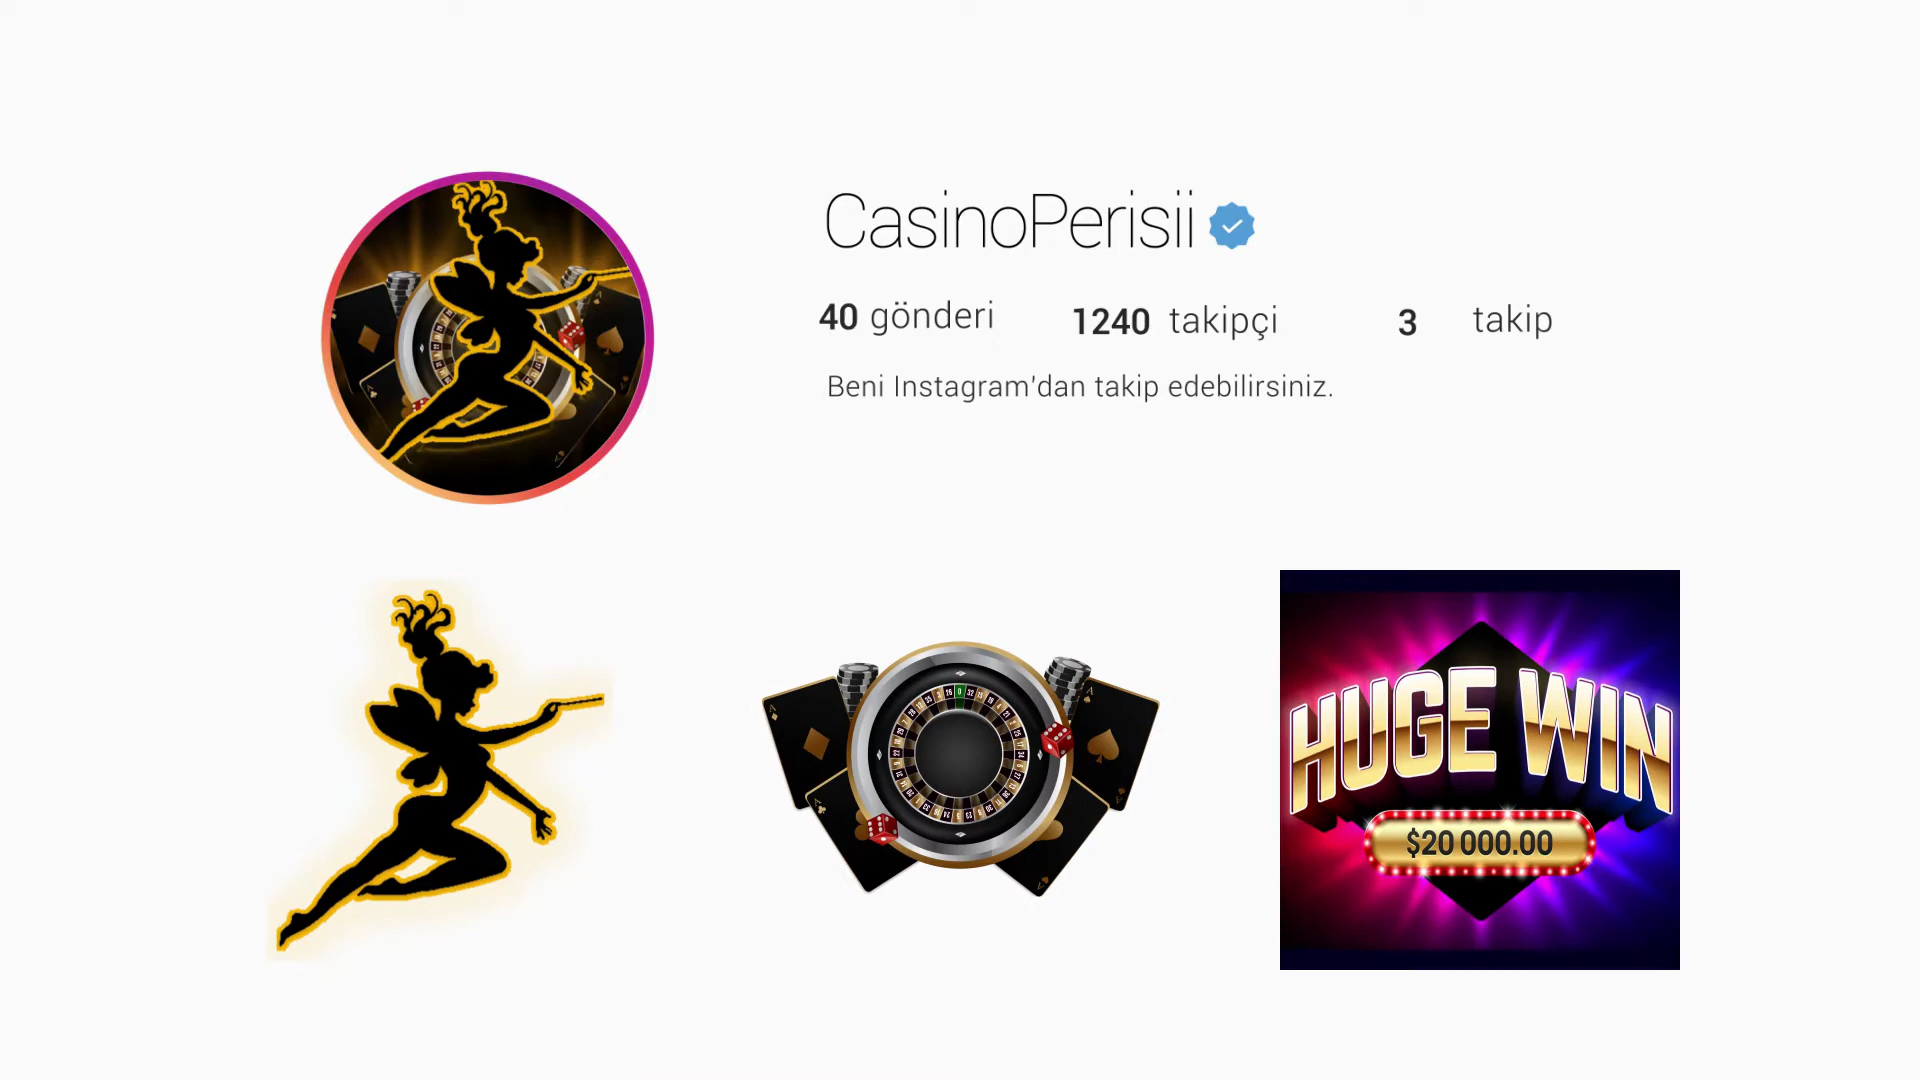 CasinoPerisii
40 gönderi 1240 takipçi 3 takip
Beni Instagram'dan takip edebilirsiniz.
HUGE WIN
$20 000.00